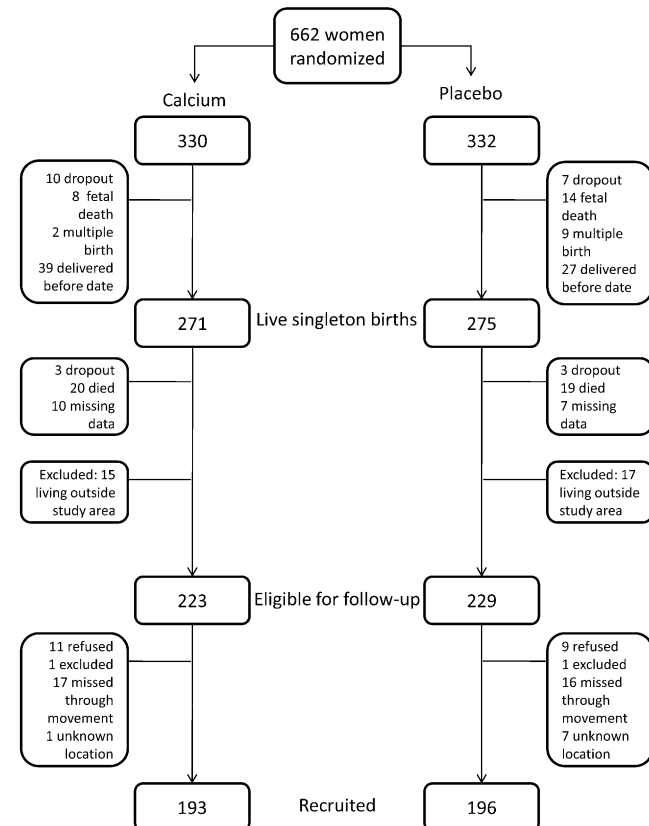 662 women
randomized
Calcium
Placebo
330
332
10 dropout
8 fetal
death
2 multiple
birth
39 delivered
before date
7 dropout
14 fetal
death
9 multiple
birth
27 delivered
before date
271
Live singleton births
275
3 dropout
20 died
10 missing
data
3 dropout
19 died
7 missing
data
Excluded: 15
living outside
study area
Excluded: 17
living outside
study area
223
Eligible for follow-up
229
11 refused
1 excluded
17 missed
through
movement
1 unknown
location
9 refused
1 excluded
16 missed
through
movement
7 unknown
location
193
Recruited
196